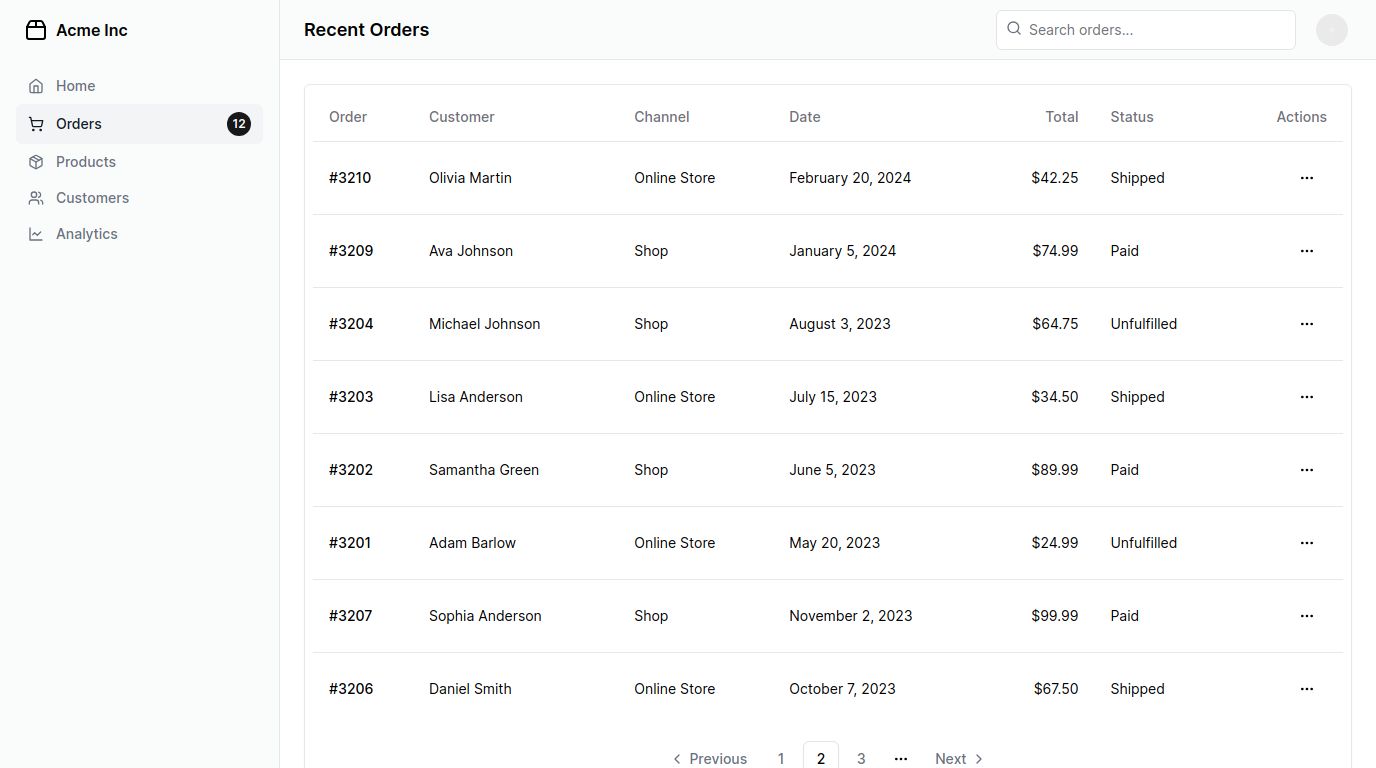 Acme Inc
Home
Orders 12
Products
Customers
Analytics
Recent Orders
Search orders...
Order Customer Channel Date Total Status Actions
#3210 Olivia Martin Online Store February 20, 2024 $42.25 Shipped
#3209 Ava Johnson Shop January 5, 2024 $74.99 Paid
#3204 Michael Johnson Shop August 3, 2023 $64.75 Unfulfilled
#3203 Lisa Anderson Online Store July 15, 2023 $34.50 Shipped
#3202 Samantha Green Shop June 5, 2023 $89.99 Paid
#3201 Adam Barlow Online Store May 20, 2023 $24.99 Unfulfilled
#3207 Sophia Anderson Shop November 2, 2023 $99.99 Paid
#3206 Daniel Smith Online Store October 7, 2023 $67.50 Shipped
Previous 1 2 3 ... Next